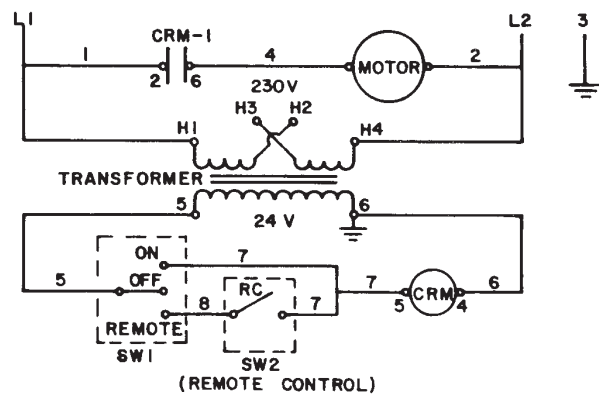 L1 L2 3
CRM-1
1 4 2
2 6 MOTOR
230V
H3 H2
H1 H4
TRANSFORMER
5 6
24 V
ON 7
5 OFF 7 6
RC 5 CRM 4
8 7
REMOTE
SW1
SW2
(REMOTE CONTROL)